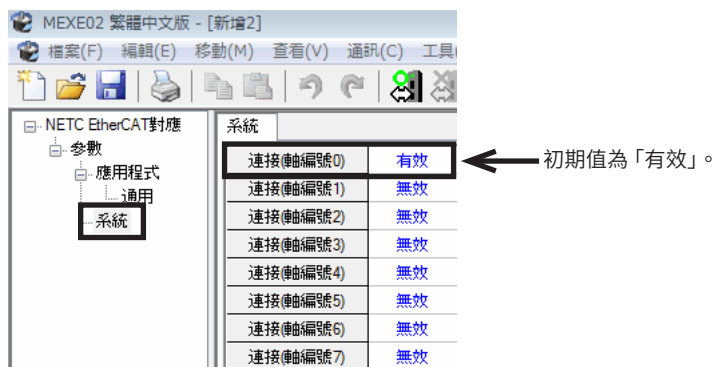 MEXE02 繁體中文版 - [新增2]
檔案(F) 編輯(E) 移動(M) 查看(V) 通訊(C) 工具(
NETC EtherCAT對應
參數
應用程式
通用
系統
系統
連接(軸編號0) 有效
連接(軸編號1) 無效
連接(軸編號2) 無效
連接(軸編號3) 無效
連接(軸編號4) 無效
連接(軸編號5) 無效
連接(軸編號6) 無效
連接(軸編號7) 無效
初期值為「有效」。